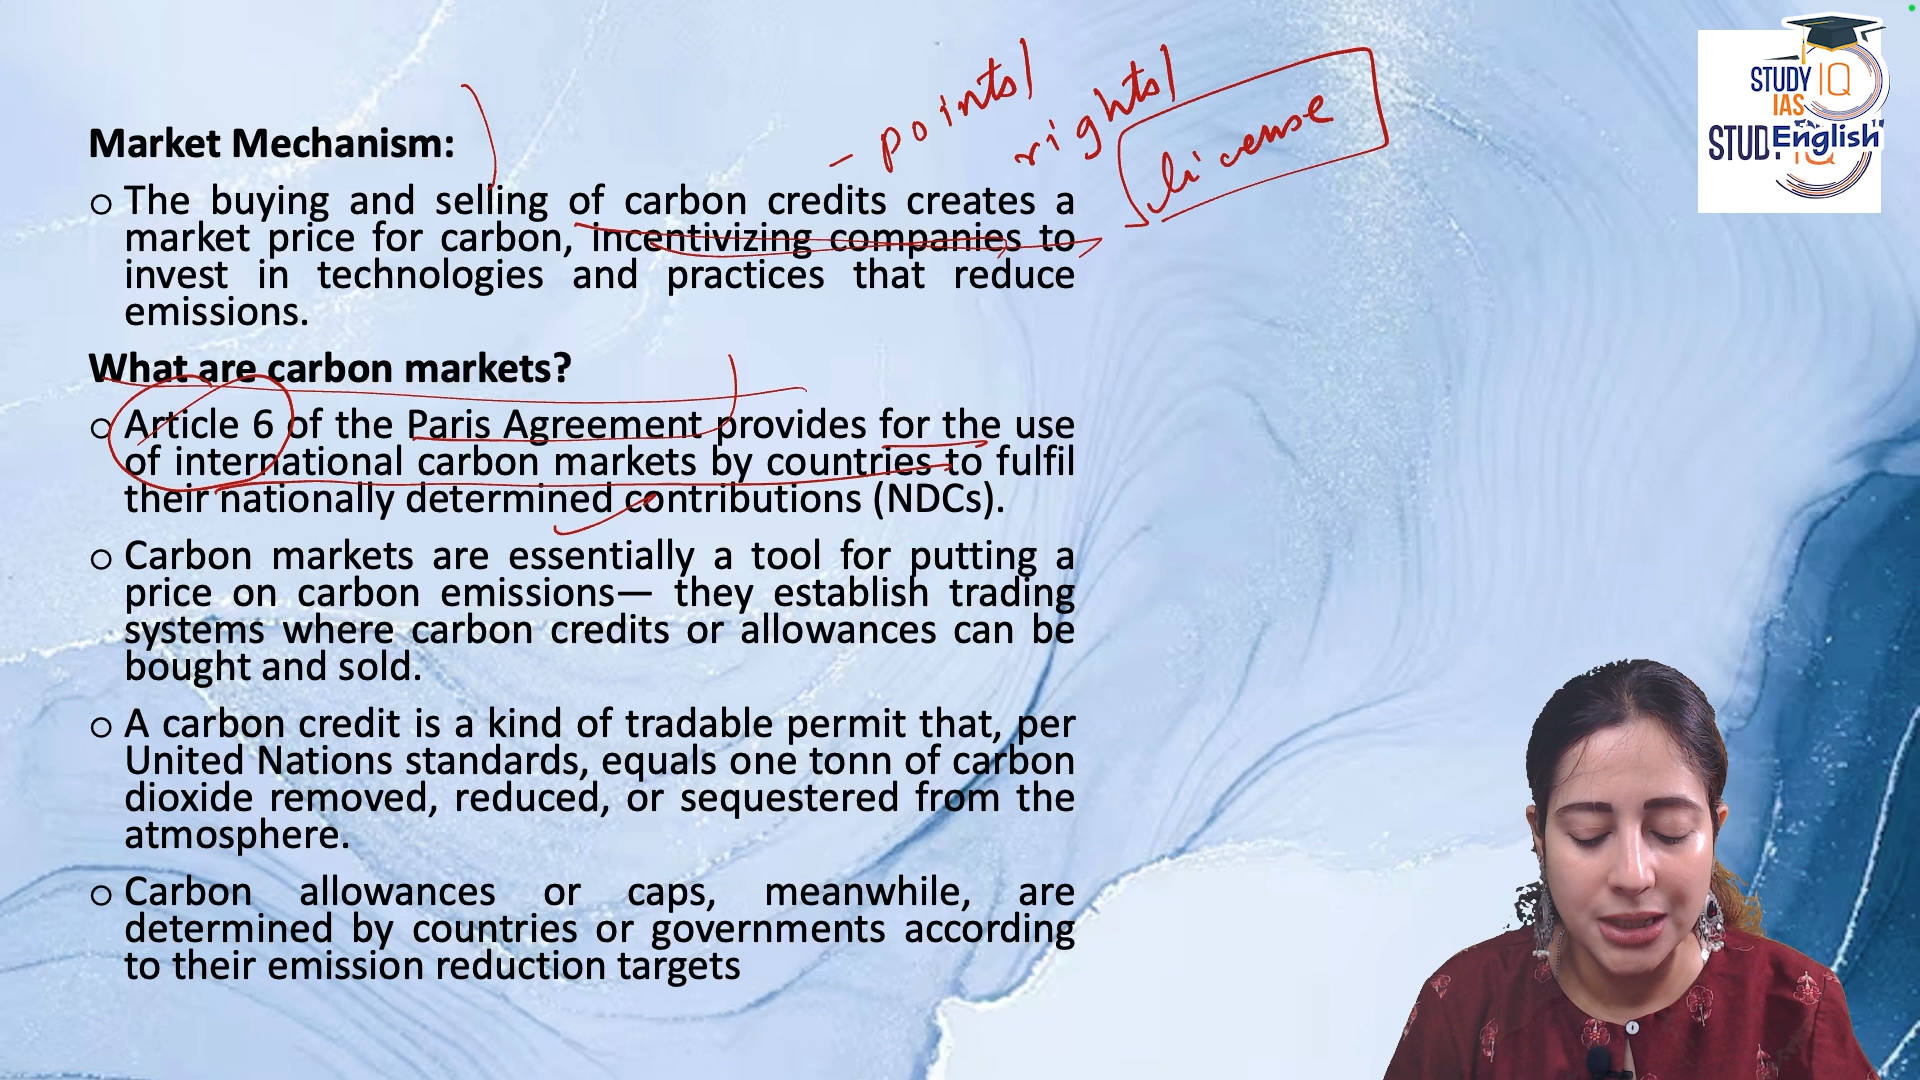 - points/
rights/
license
STUDY IQ
IAS
English
STUD
Market Mechanism:
The buying and selling of carbon credits creates a
market price for carbon, incentivizing companies to
invest in technologies and practices that reduce
emissions.
What are carbon markets?
Article 6 of the Paris Agreement provides for the use
of international carbon markets by countries to fulfil
their nationally determined contributions (NDCs).
Carbon markets are essentially a tool for putting a
price on carbon emissions— they establish trading
systems where carbon credits or allowances can be
bought and sold.
A carbon credit is a kind of tradable permit that, per
United Nations standards, equals one tonn of carbon
dioxide removed, reduced, or sequestered from the
atmosphere.
Carbon allowances or caps, meanwhile, are
determined by countries or governments according
to their emission reduction targets